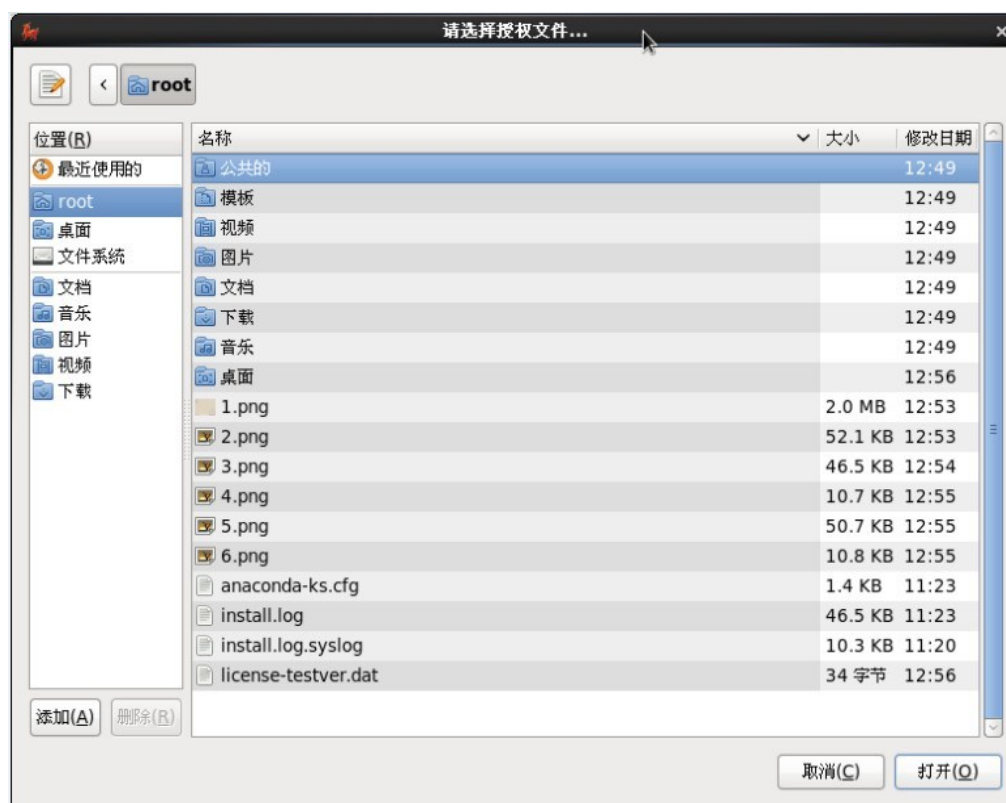 请选择授权文件...
root
位置(R)
最近使用的
root
桌面
文件系统
文档
音乐
图片
视频
下载
添加(A) 删除(R)
名称 大小 修改日期
公共的 12:49
模板 12:49
视频 12:49
图片 12:49
文档 12:49
下载 12:49
音乐 12:49
桌面 12:56
1.png 2.0 MB 12:53
2.png 52.1 KB 12:53
3.png 46.5 KB 12:54
4.png 10.7 KB 12:55
5.png 50.7 KB 12:55
6.png 10.8 KB 12:55
anaconda-ks.cfg 1.4 KB 11:23
install.log 46.5 KB 11:23
install.log.syslog 10.3 KB 11:20
license-testver.dat 34 字节 12:56
取消(C) 打开(O)